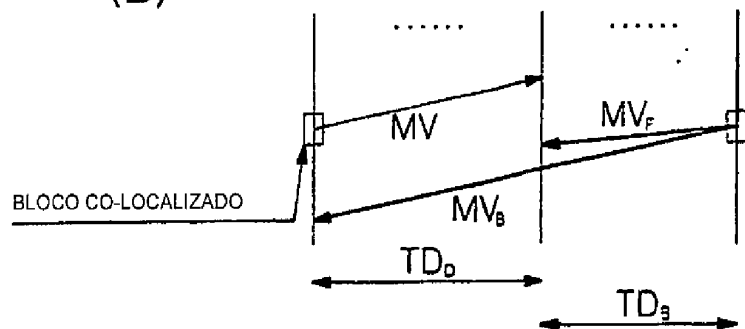 MV
MV_F
BLOCO CO-LOCALIZADO
MV_B
TD_D
TD_B